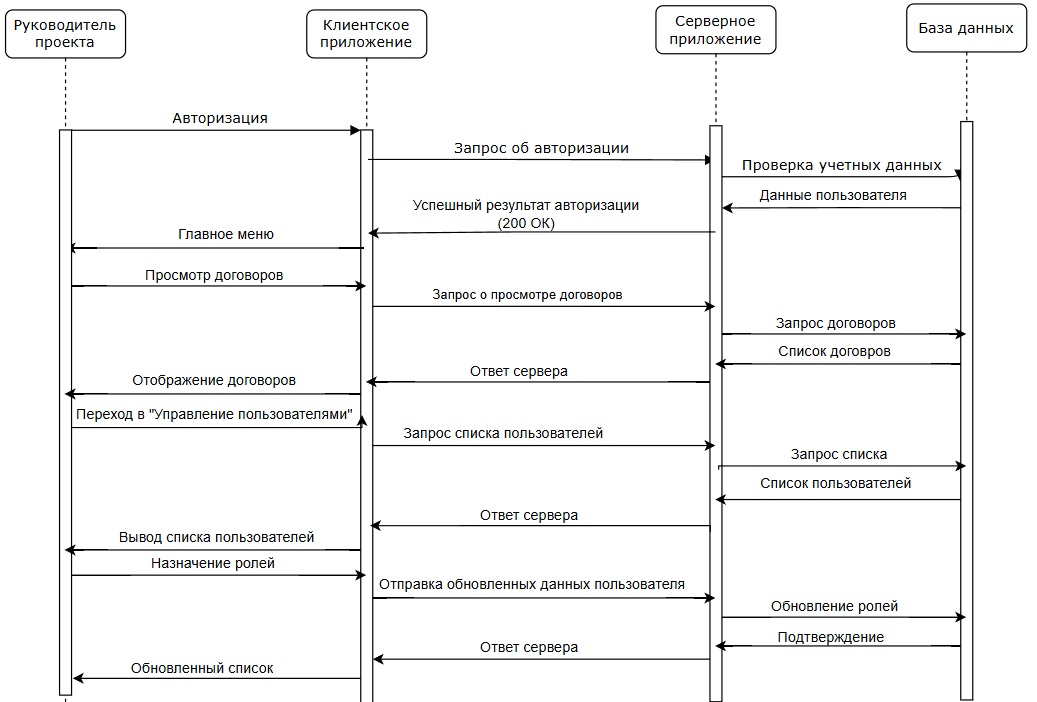 Руководитель
проекта
Клиентское
приложение
Серверное
приложение
База данных
Авторизация
Запрос об авторизации
Проверка учетных данных
Данные пользователя
Успешный результат авторизации
(200 ОК)
Главное меню
Просмотр договоров
Запрос о просмотре договоров
Запрос договоров
Список договров
Ответ сервера
Отображение договоров
Переход в "Управление пользователями"
Запрос списка пользователей
Запрос списка
Список пользователей
Ответ сервера
Вывод списка пользователей
Назначение ролей
Отправка обновленных данных пользователя
Обновление ролей
Подтверждение
Ответ сервера
Обновленный список